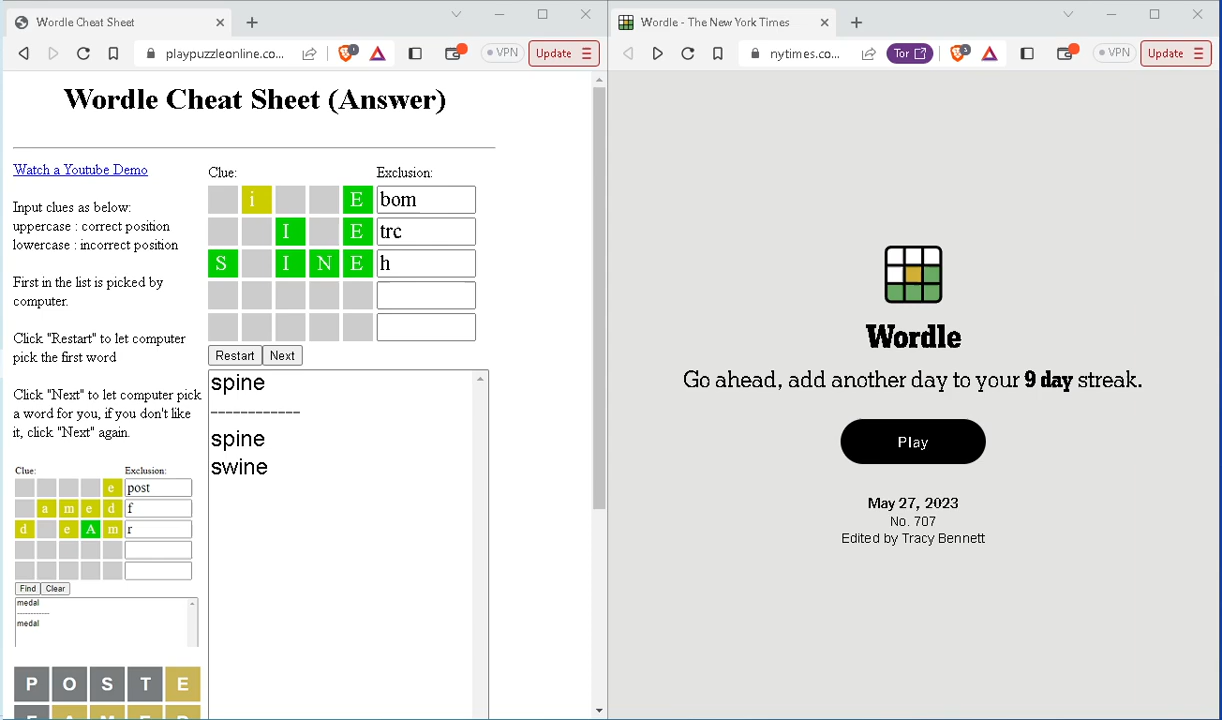 Wordle Cheat Sheet
playpuzzleonline.co...
VPN
Update
Wordle Cheat Sheet (Answer)
Watch a Youtube Demo
Input clues as below:
uppercase : correct position
lowercase : incorrect position
First in the list is picked by
computer.
Click "Restart" to let computer
pick the first word
Click "Next" to let computer pick
a word for you, if you don't like
it, click "Next" again.
Clue: Exclusion:
i E bom
I E trc
S I N E h
Restart Next
spine
------------
spine
swine
Clue: Exclusion:
e post
a m e d f
d e A m r
Find Clear
medal
------------
medal
P O S T E
Wordle - The New York Times
nytimes.co...
Tor
VPN
Update
Wordle
Go ahead, add another day to your 9 day streak.
Play
May 27, 2023
No. 707
Edited by Tracy Bennett